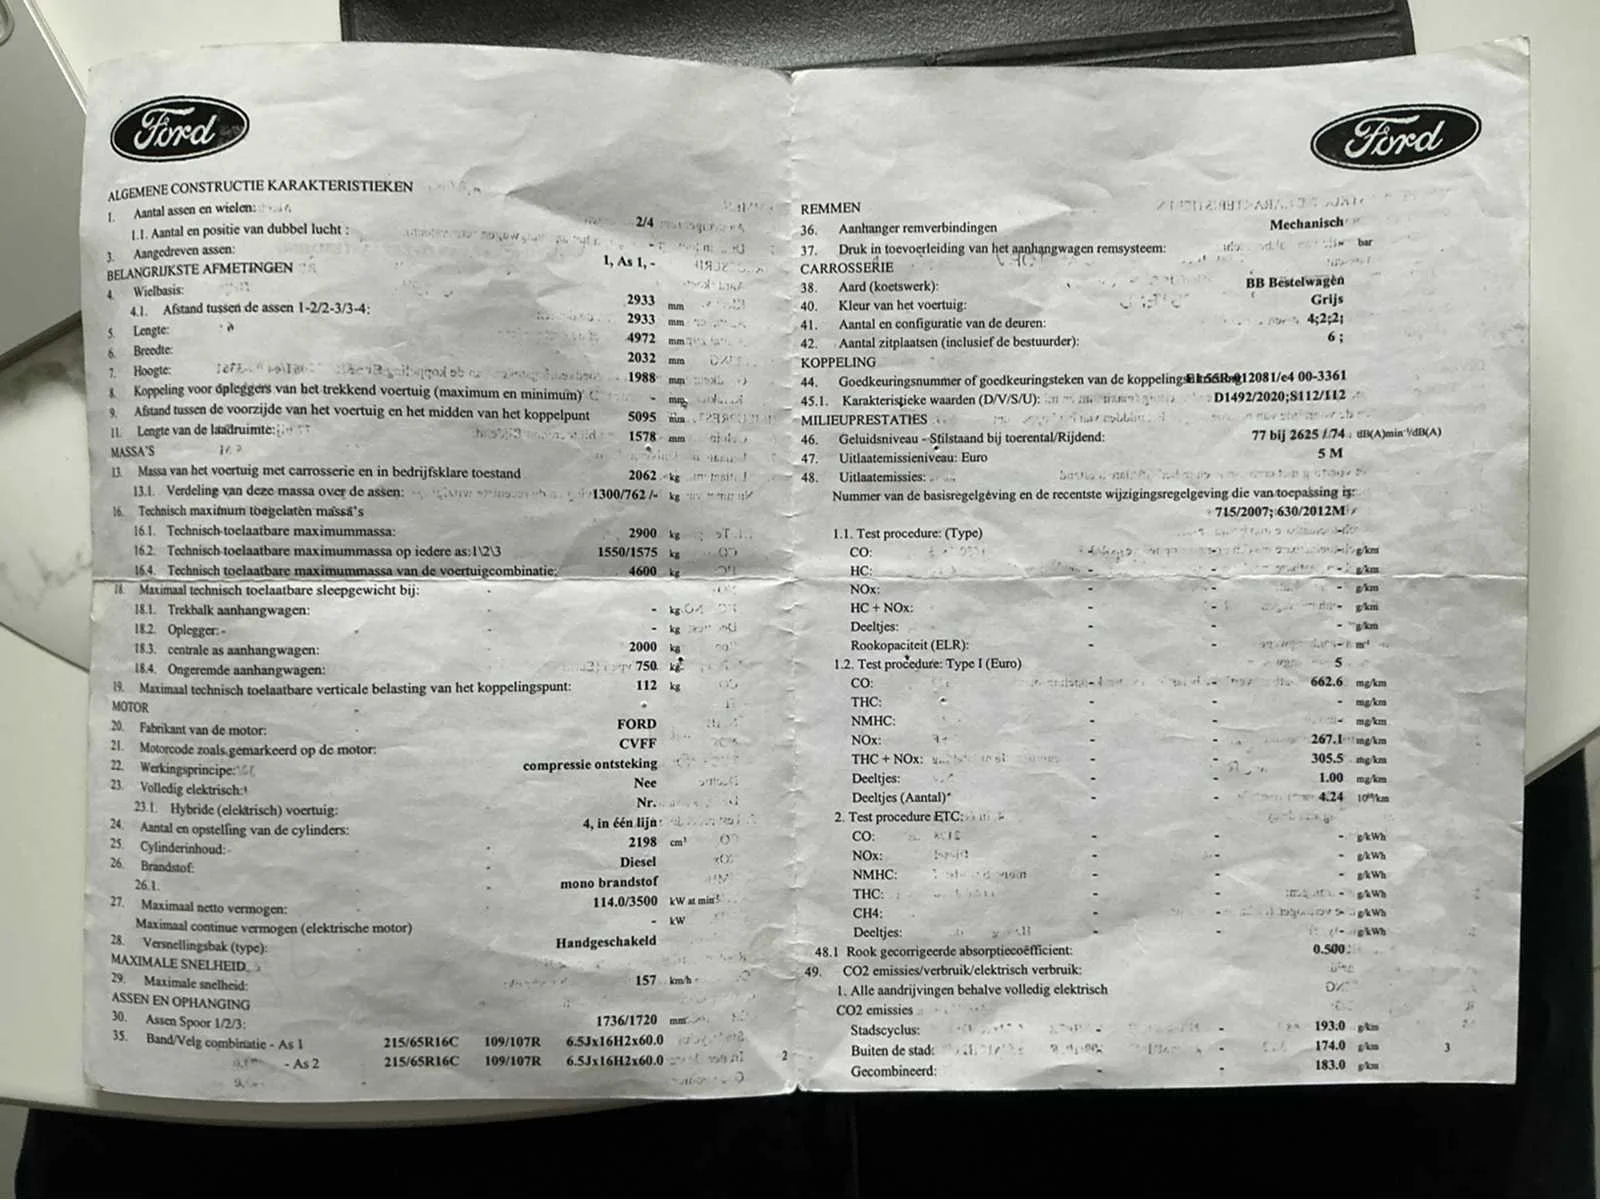 Ford
ALGEMENE CONSTRUCTIE KARAKTERISTIEKEN
1. Aantal assen en wielen: 2/4
1.1. Aantal en positie van dubbel lucht : -
3. Aangedreven assen: 1, As 1, -
BELANGRIJKSTE AFMETINGEN
4. Wielbasis: 2933 mm
4.1. Afstand tussen de assen 1-2/2-3/3-4: 2933 mm
5. Lengte: 4972 mm
6. Breedte: 2032 mm
7. Hoogte: 1988 mm
8. Koppeling voor opleggers van het trekkend voertuig (maximum en minimum) - mm
9. Afstand tussen de voorzijde van het voertuig en het midden van het koppelpunt 5095 mm
11. Lengte van de laadruimte: 1578 mm
MASSA'S
13. Massa van het voertuig met carrosserie en in bedrijfsklare toestand 2062 kg
13.1. Verdeling van deze massa over de assen: 1300/762 /- kg
16. Technisch maximum toegelaten massa's
16.1. Technisch toelaatbare maximummassa: 2900 kg
16.2. Technisch toelaatbare maximummassa op iedere as:1\2\3 1550/1575 kg
16.4. Technisch toelaatbare maximummassa van de voertuigcombinatie: 4600 kg
18. Maximaal technisch toelaatbare sleepgewicht bij:
18.1. Trekbalk aanhangwagen: - kg
18.2. Oplegger: - kg
18.3. centrale as aanhangwagen: 2000 kg
18.4. Ongeremde aanhangwagen: 750 kg
19. Maximaal technisch toelaatbare verticale belasting van het koppelingspunt: 112 kg
MOTOR
20. Fabrikant van de motor: FORD
21. Motorcode zoals gemarkeerd op de motor: CVFF
22. Werkingsprincipe: compressie ontsteking
23. Volledig elektrisch: Nee
23.1. Hybride (elektrisch) voertuig: Nr.
24. Aantal en opstelling van de cylinders: 4, in één lijn
25. Cylinderinhoud: 2198 cm³
26. Brandstof: Diesel
26.1. mono brandstof
27. Maximaal netto vermogen: 114.0/3500 kW at min
Maximaal continue vermogen (elektrische motor) - kW
28. Versnellingsbak (type): Handgeschakeld
MAXIMALE SNELHEID
29. Maximale snelheid: 157 km/h
ASSEN EN OPHANGING
30. Assen Spoor 1/2/3: 1736/1720 mm
35. Band/Velg combinatie - As 1 215/65R16C 109/107R 6.5Jx16H2x60.0
- As 2 215/65R16C 109/107R 6.5Jx16H2x60.0
2
Ford
REMMEN
36. Aanhanger remverbindingen Mechanisch
37. Druk in toevoerleiding van het aanhangwagen remsysteem: bar
CARROSSERIE
38. Aard (koetswerk): BB Bestelwagen
40. Kleur van het voertuig: Grijs
41. Aantal en configuratie van de deuren: 4;2;2;
42. Aantal zitplaatsen (inclusief de bestuurder): 6 ;
KOPPELING
44. Goedkeuringsnummer of goedkeuringsteken van de koppelings 012081/e4 00-3361
45.1. Karakteristieke waarden (D/V/S/U): D1492/2020;S112/112
MILIEUPRESTATIES
46. Geluidsniveau - Stilstaand bij toerental/Rijdend: 77 bij 2625 / 74 dB(A)min⁻¹/dB(A)
47. Uitlaatemissieniveau: Euro 5 M
48. Uitlaatemissies:
Nummer van de basisregelgeving en de recentste wijzigingsregelgeving die van toepassing is:
715/2007; 630/2012M
1.1. Test procedure: (Type)
CO: g/km
HC: - - - g/km
NOx: - - - g/km
HC + NOx: - - g/km
Deeltjes: - - - g/km
Rookopaciteit (ELR): - - - m⁻¹
1.2. Test procedure: Type I (Euro) 5
CO: - - 662.6 mg/km
THC: - - - mg/km
NMHC: - - - mg/km
NOx: - - 267.1 mg/km
THC + NOx: - - 305.5 mg/km
Deeltjes: - - 1.00 mg/km
Deeltjes (Aantal)* - - 4.24 /km
2. Test procedure ETC:
CO: - - - g/kWh
NOx: - - - g/kWh
NMHC: - - - g/kWh
THC: - - - g/kWh
CH4: - - - g/kWh
Deeltjes: - - - g/kWh
48.1 Rook gecorrigeerde absorptiecoëfficient: 0.500
49. CO2 emissies/verbruik/elektrisch verbruik:
1. Alle aandrijvingen behalve volledig elektrisch
CO2 emissies
Stadscyclus: - - 193.0 g/km
Buiten de stad: - 174.0 g/km
Gecombineerd: - - 183.0 g/km
3